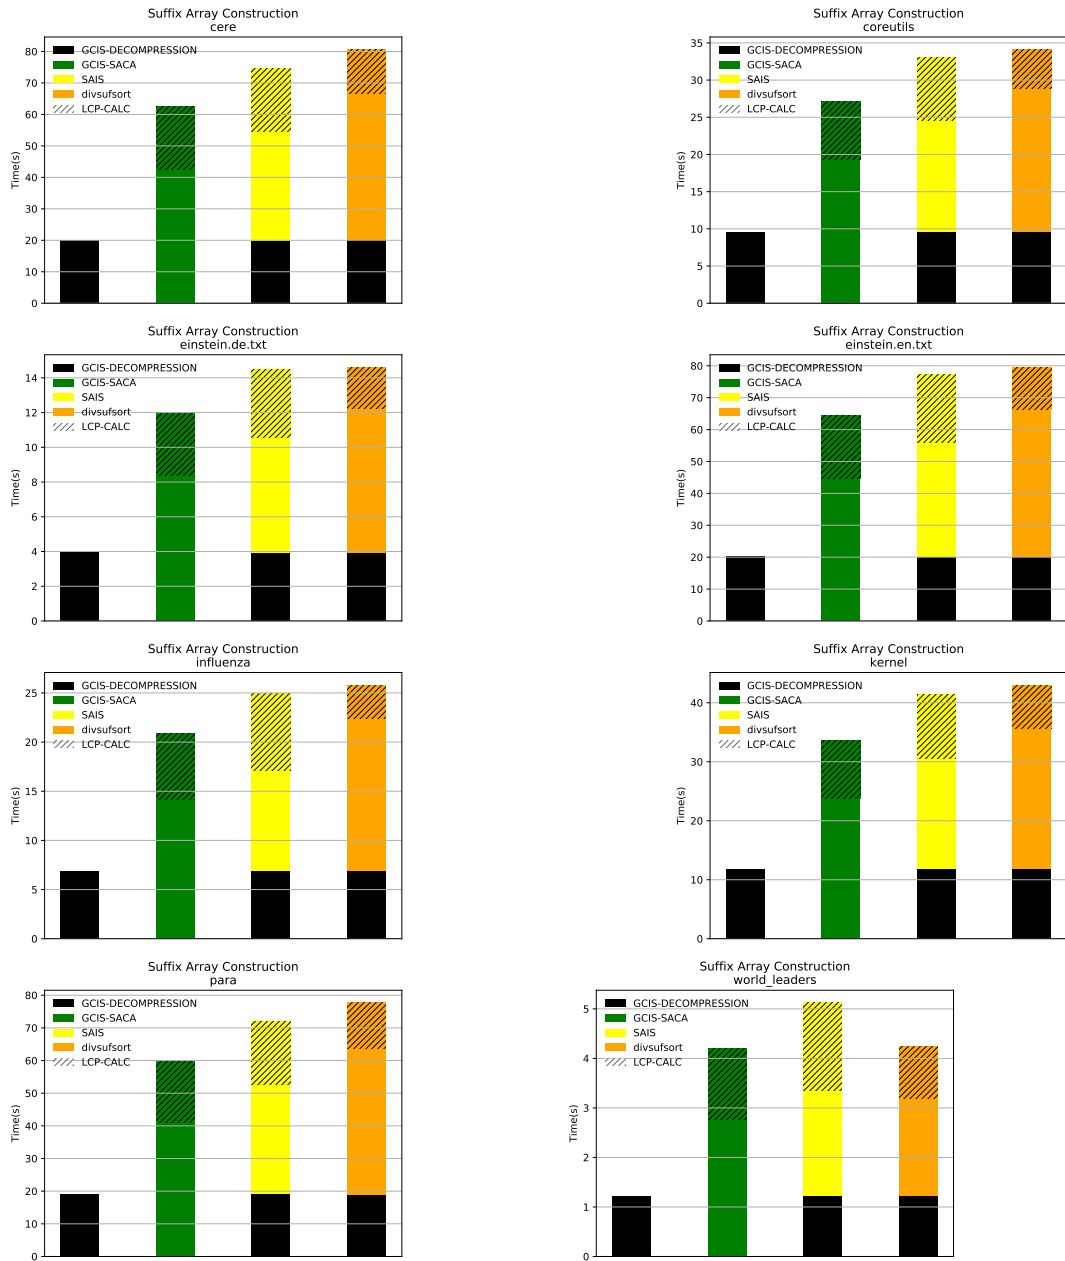 Suffix Array Construction
cere
80
70
60
50
40
30
20
10
0
Time(s)
GCIS-DECOMPRESSION
GCIS-SACA
SAIS
divsufsort
LCP-CALC
Suffix Array Construction
coreutils
35
30
25
20
15
10
5
0
Time(s)
GCIS-DECOMPRESSION
GCIS-SACA
SAIS
divsufsort
LCP-CALC
Suffix Array Construction
einstein.de.txt
14
12
10
8
6
4
2
0
Time(s)
GCIS-DECOMPRESSION
GCIS-SACA
SAIS
divsufsort
LCP-CALC
Suffix Array Construction
einstein.en.txt
80
70
60
50
40
30
20
10
0
Time(s)
GCIS-DECOMPRESSION
GCIS-SACA
SAIS
divsufsort
LCP-CALC
Suffix Array Construction
influenza
25
20
15
10
5
0
Time(s)
GCIS-DECOMPRESSION
GCIS-SACA
SAIS
divsufsort
LCP-CALC
Suffix Array Construction
kernel
40
30
20
10
0
Time(s)
GCIS-DECOMPRESSION
GCIS-SACA
SAIS
divsufsort
LCP-CALC
Suffix Array Construction
para
80
70
60
50
40
30
20
10
0
Time(s)
GCIS-DECOMPRESSION
GCIS-SACA
SAIS
divsufsort
LCP-CALC
Suffix Array Construction
world_leaders
5
4
3
2
1
0
Time(s)
GCIS-DECOMPRESSION
GCIS-SACA
SAIS
divsufsort
LCP-CALC